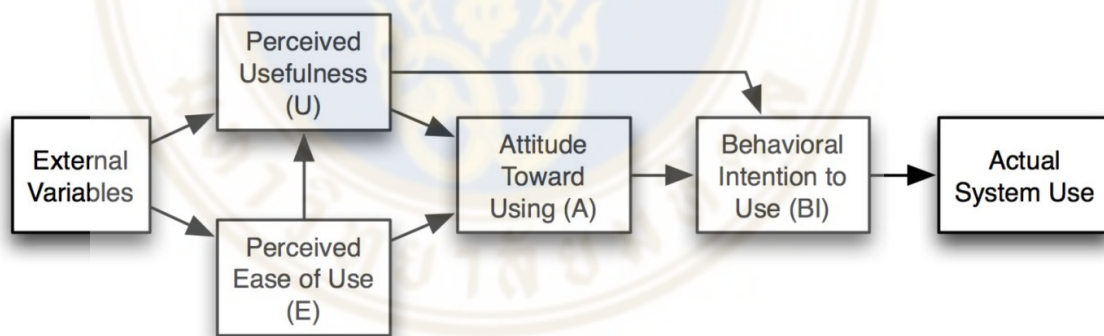 Perceived
Usefulness
(U)
External
Variables
Perceived
Ease of Use
(E)
Attitude
Toward
Using (A)
Behavioral
Intention to
Use (BI)
Actual
System Use